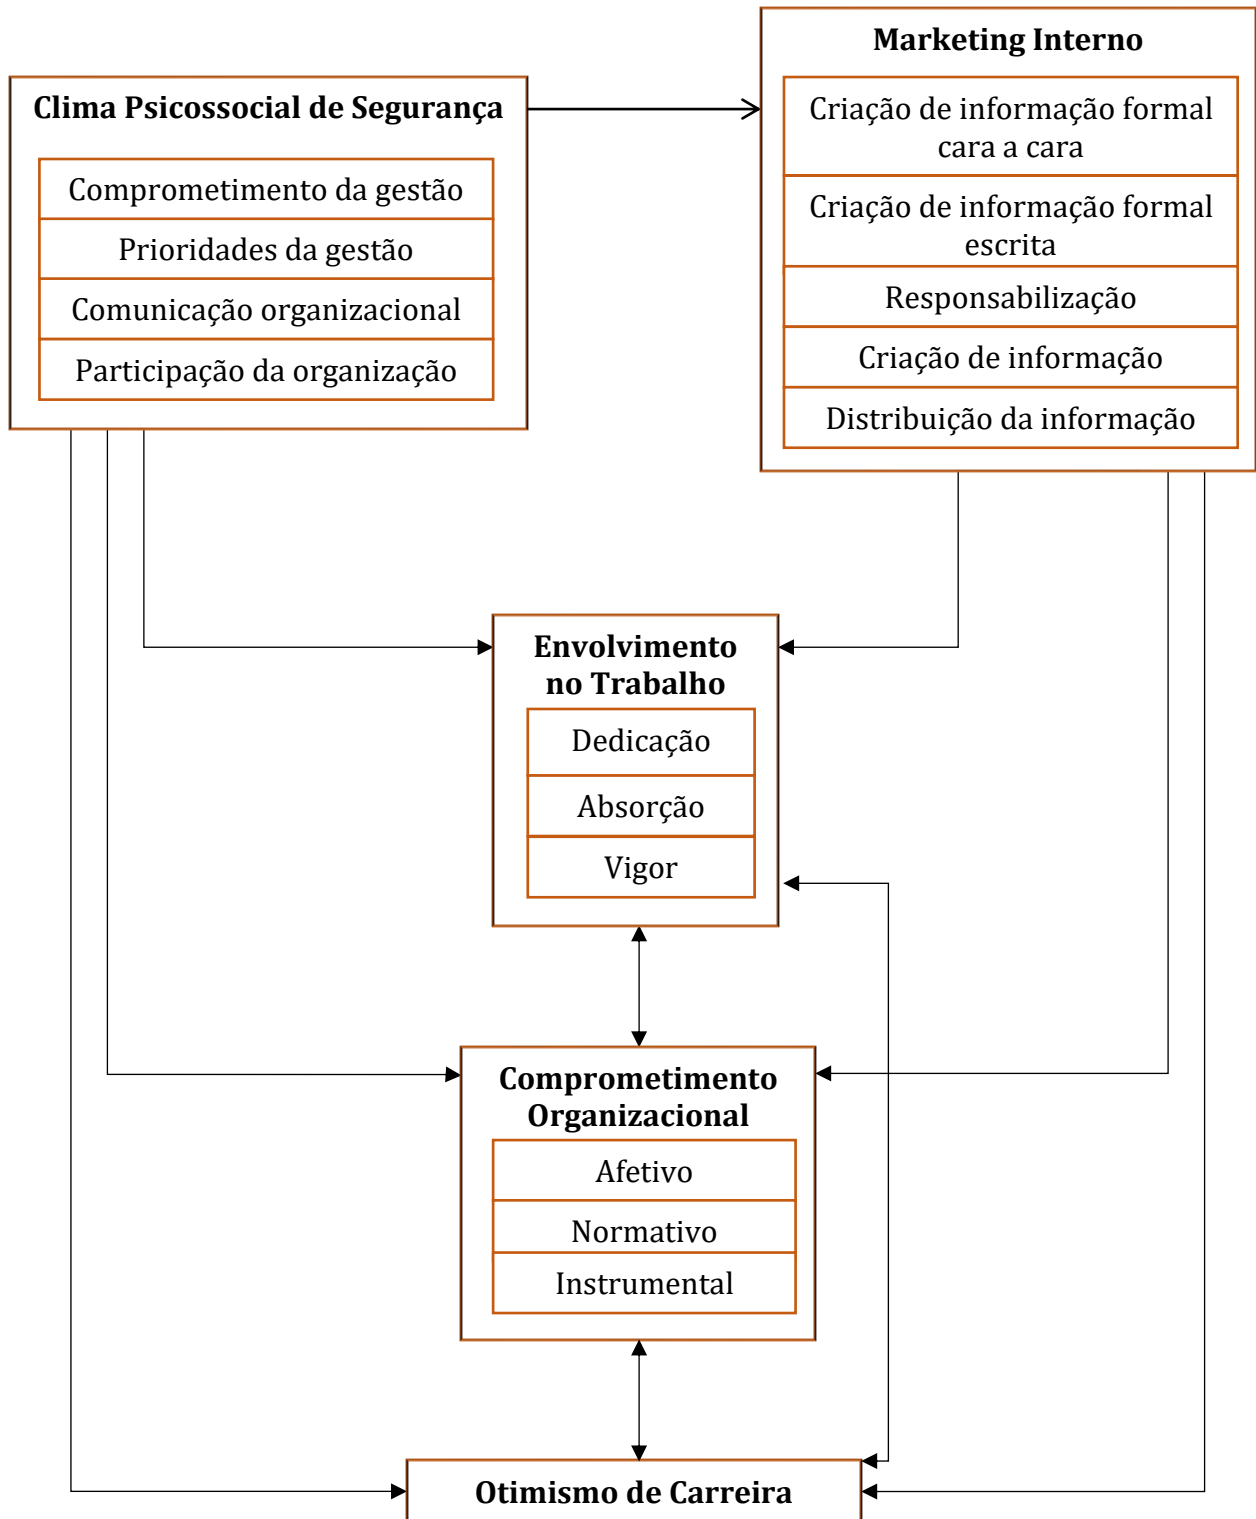 Clima Psicossocial de Segurança
Comprometimento da gestão
Prioridades da gestão
Comunicação organizacional
Participação da organização
Marketing Interno
Criação de informação formal
cara a cara
Criação de informação formal
escrita
Responsabilização
Criação de informação
Distribuição da informação
Envolvimento
no Trabalho
Dedicação
Absorção
Vigor
Comprometimento
Organizacional
Afetivo
Normativo
Instrumental
Otimismo de Carreira